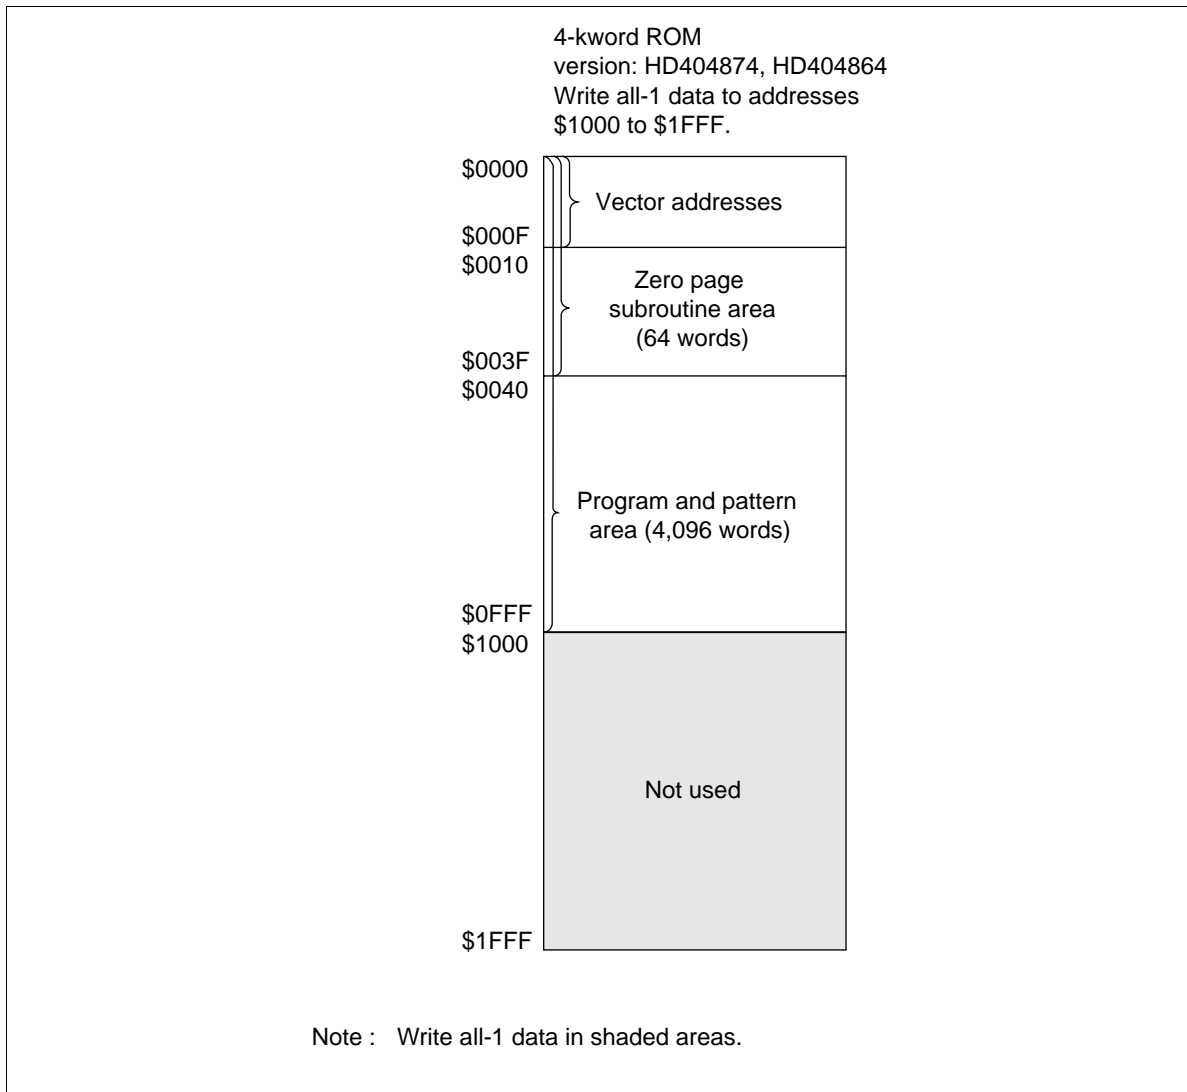 4-kword ROM
version: HD404874, HD404864
Write all-1 data to addresses
$1000 to $1FFF.
$0000
Vector addresses
$000F
$0010
Zero page
subroutine area
(64 words)
$003F
$0040
Program and pattern
area (4,096 words)
$0FFF
$1000
Not used
$1FFF
Note : Write all-1 data in shaded areas.